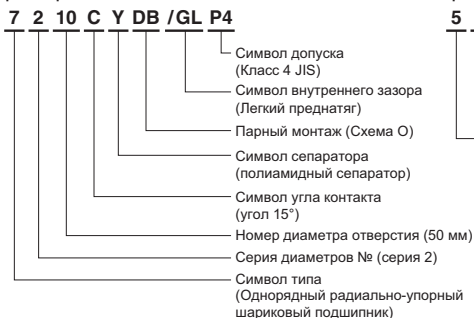 7 2 10 C Y DB /GL P4
5
Символ допуска
(Класс 4 JIS)
Символ внутреннего зазора
(Легкий преднатяг)
Парный монтаж (Схема О)
Символ сепаратора
(полиамидный сепаратор)
Символ угла контакта
(угол 15°)
Номер диаметра отверстия (50 мм)
Серия диаметров № (серия 2)
Символ типа
(Однорядный радиально-упорный
шариковый подшипник)